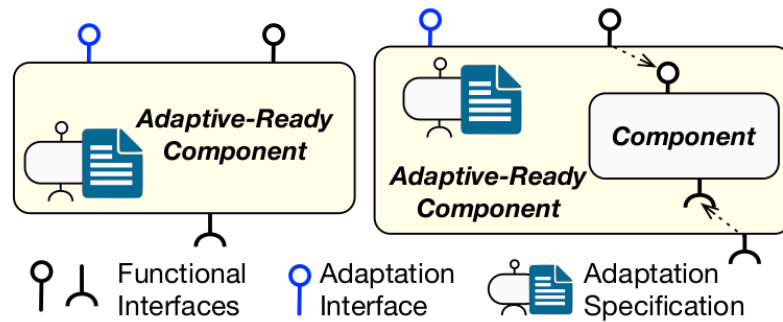 Adaptive-Ready
Component
Component
Adaptive-Ready
Component
Functional
Interfaces
Adaptation
Interface
Adaptation
Specification